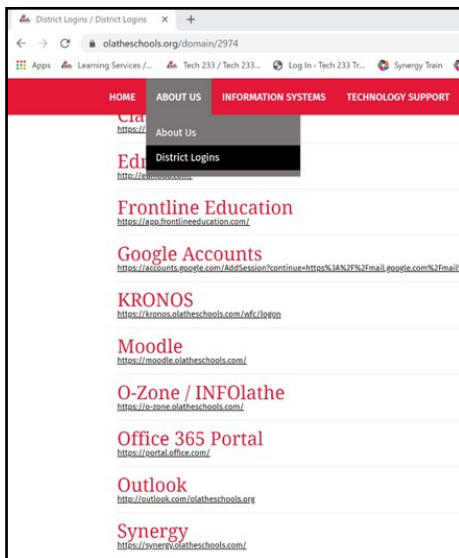 District Logins / District Logins
olatheschools.org/domain/2974
Apps Learning Services /... Tech 233 / Tech 233... Log In ‹ Tech 233 Tr... Synergy Train
HOME ABOUT US INFORMATION SYSTEMS TECHNOLOGY SUPPORT
About Us
https://
District Logins
Frontline Education
https://app.frontlineeducation.com/
Google Accounts
https://accounts.google.com/AddSession?continue=https%3A%2F%2Fmail.google.com%2Fmail%
KRONOS
https://kronos.olatheschools.com/wfc/logon
Moodle
https://moodle.olatheschools.com/
O-Zone / INFOlathe
https://o-zone.olatheschools.com/
Office 365 Portal
https://portal.office.com/
Outlook
http://outlook.com/olatheschools.org
Synergy
https://synergy.olatheschools.com/